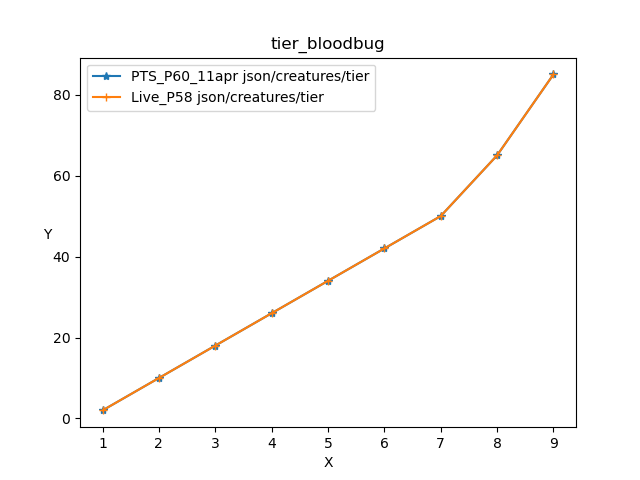 tier_bloodbug
PTS_P60_11apr json/creatures/tier
Live_P58 json/creatures/tier
80
60
Y
40
20
0
1 2 3 4 5 6 7 8 9
X